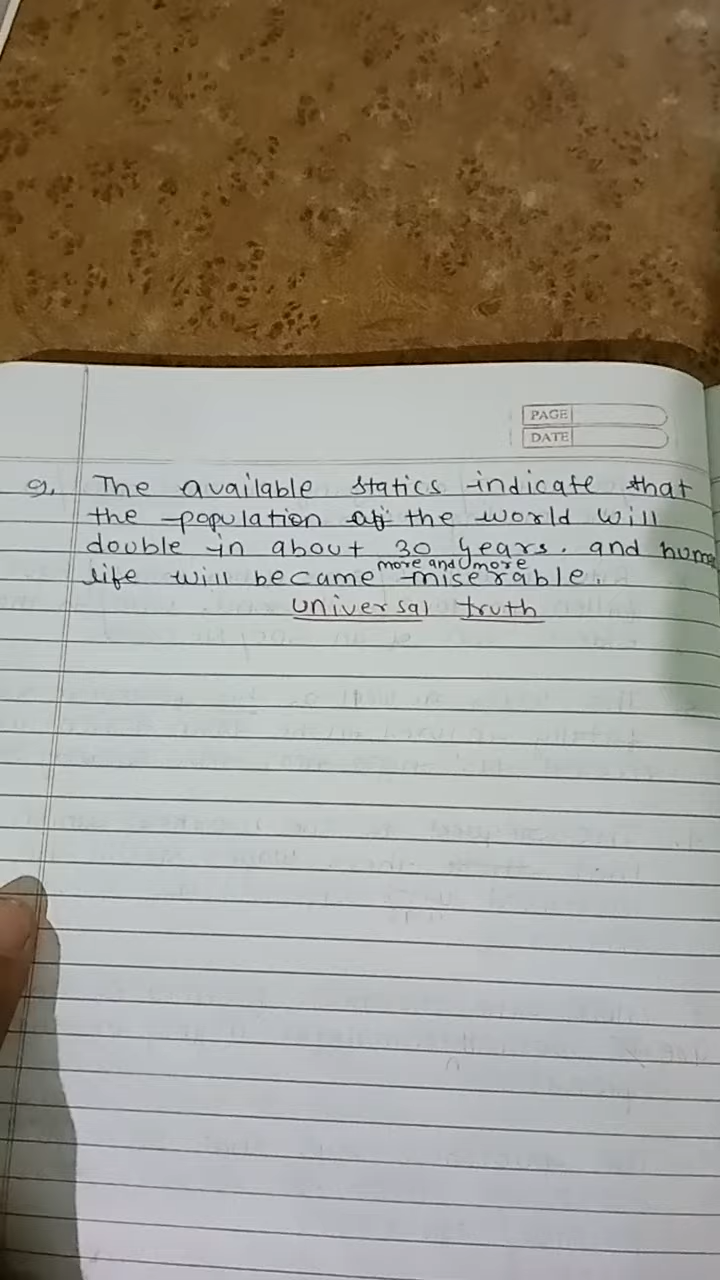 PAGE
DATE
9. The available statics indicate that
the population of the world will
double in about 30 years. and
more and more
life will became miserable.
universal truth